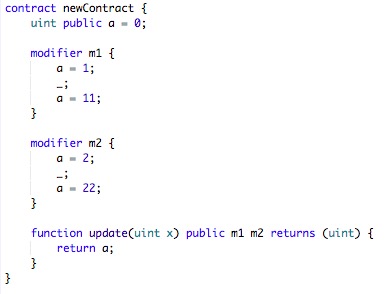 contract newContract {
uint public a = 0;
modifier m1 {
a = 1;
_;
a = 11;
}
modifier m2 {
a = 2;
_;
a = 22;
}
function update(uint x) public m1 m2 returns (uint) {
return a;
}
}